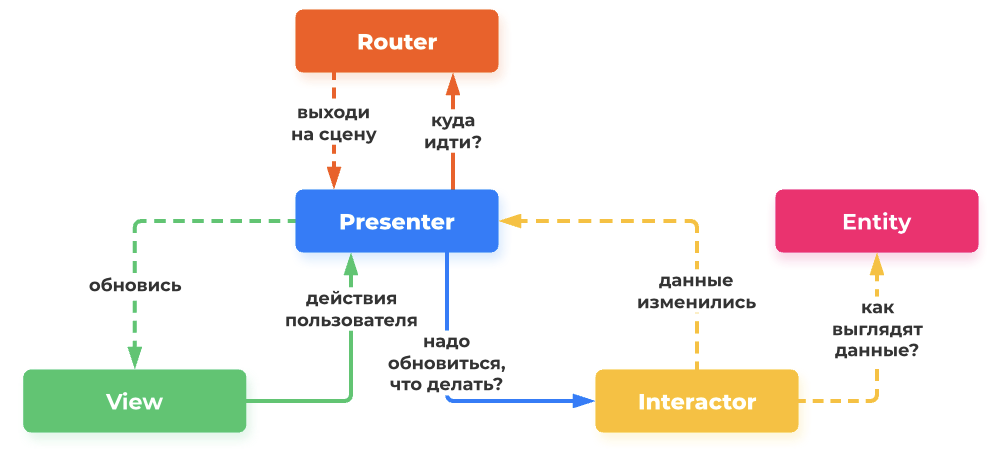 Router
выходи
на сцену
куда
идти?
Presenter
Entity
обновись
действия
пользователя
данные
изменились
как
выглядят
данные?
надо
обновиться,
что делать?
View
Interactor